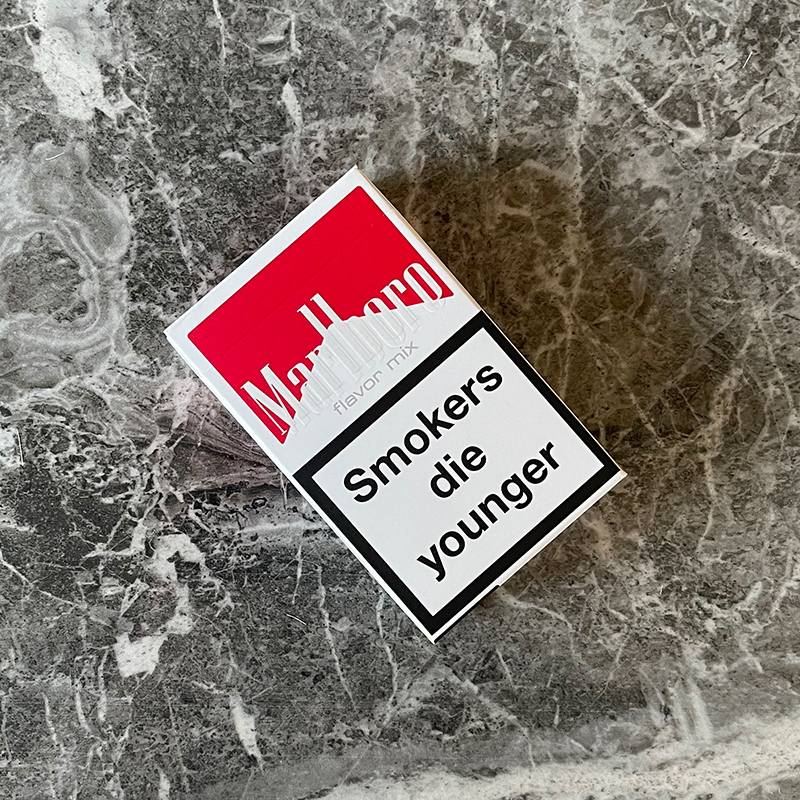 Marlboro
flavor mix
Smokers
die
younger